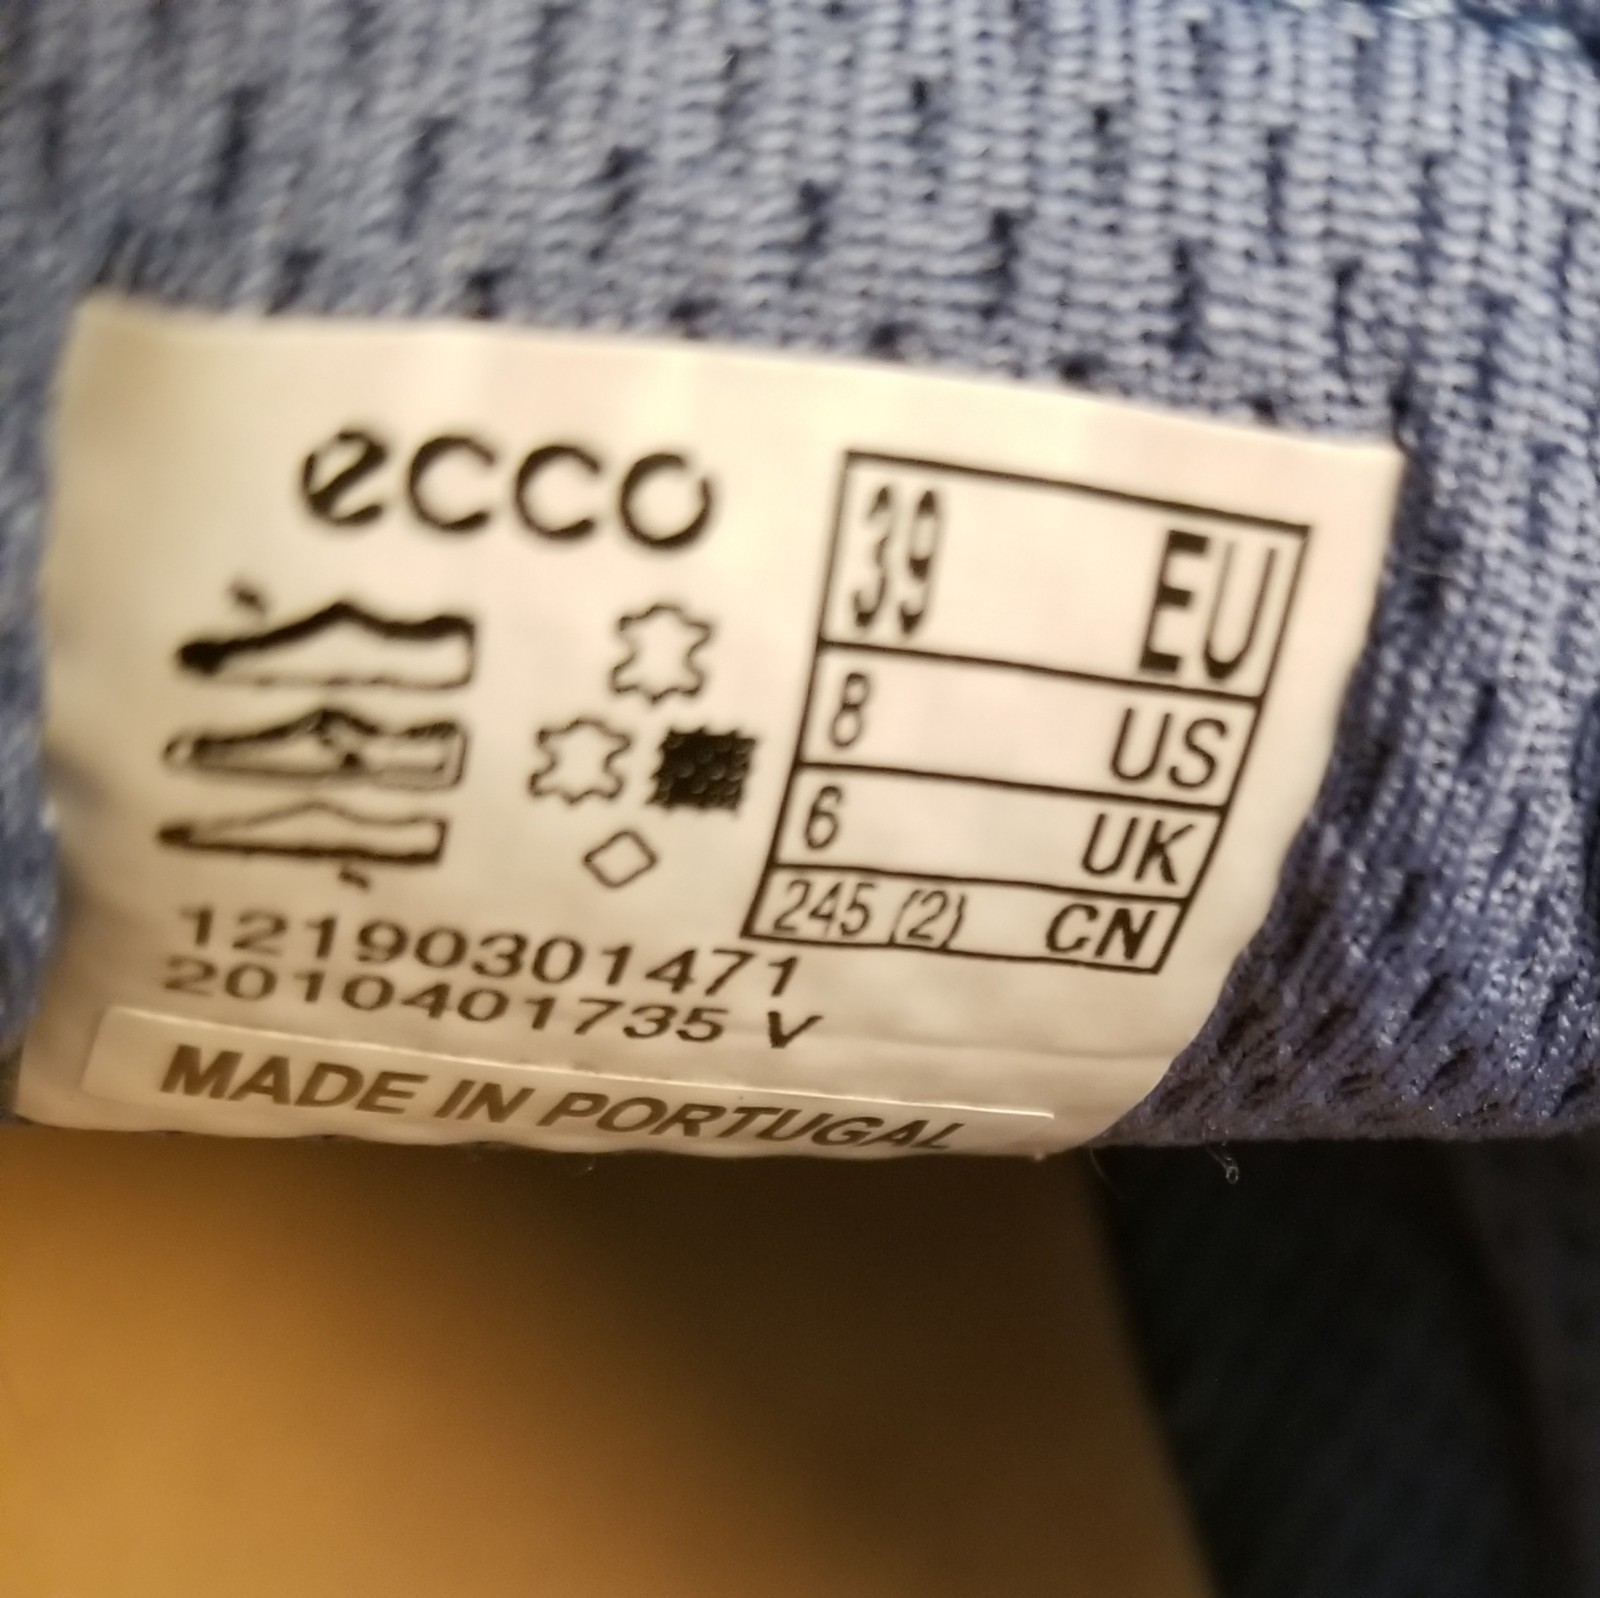 ecco
39 EU
8 US
6 UK
245 (2) CN
12190301471
2010401735 V
MADE IN PORTUGAL